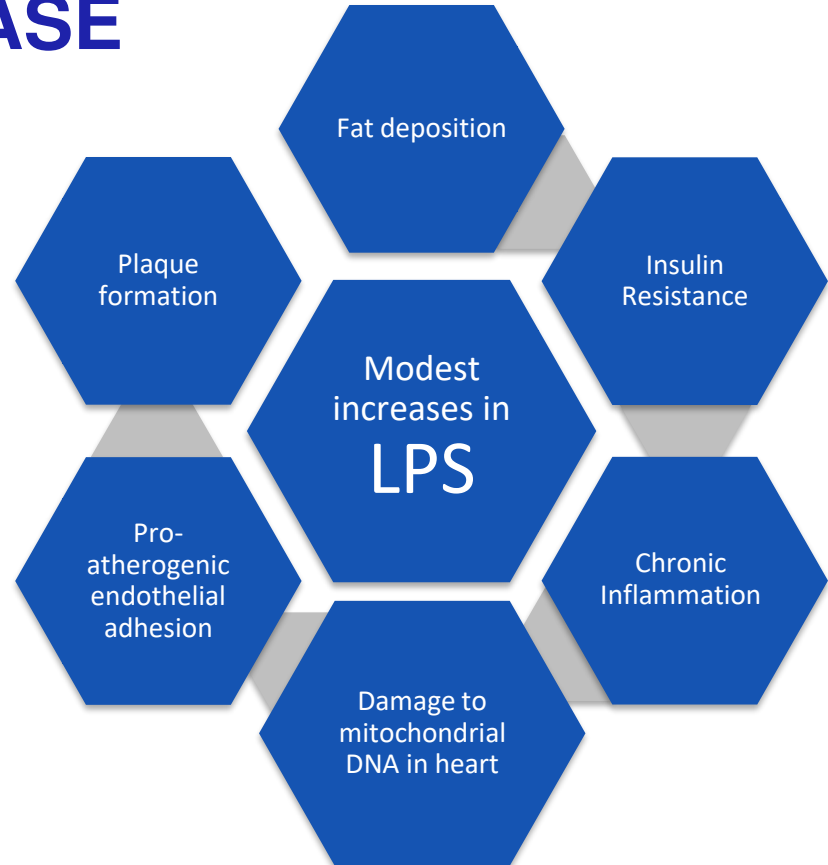 ASE
Fat deposition
Insulin
Resistance
Chronic
Inflammation
Damage to
mitochondrial
DNA in heart
Pro-
atherogenic
endothelial
adhesion
Plaque
formation
Modest
increases in
LPS